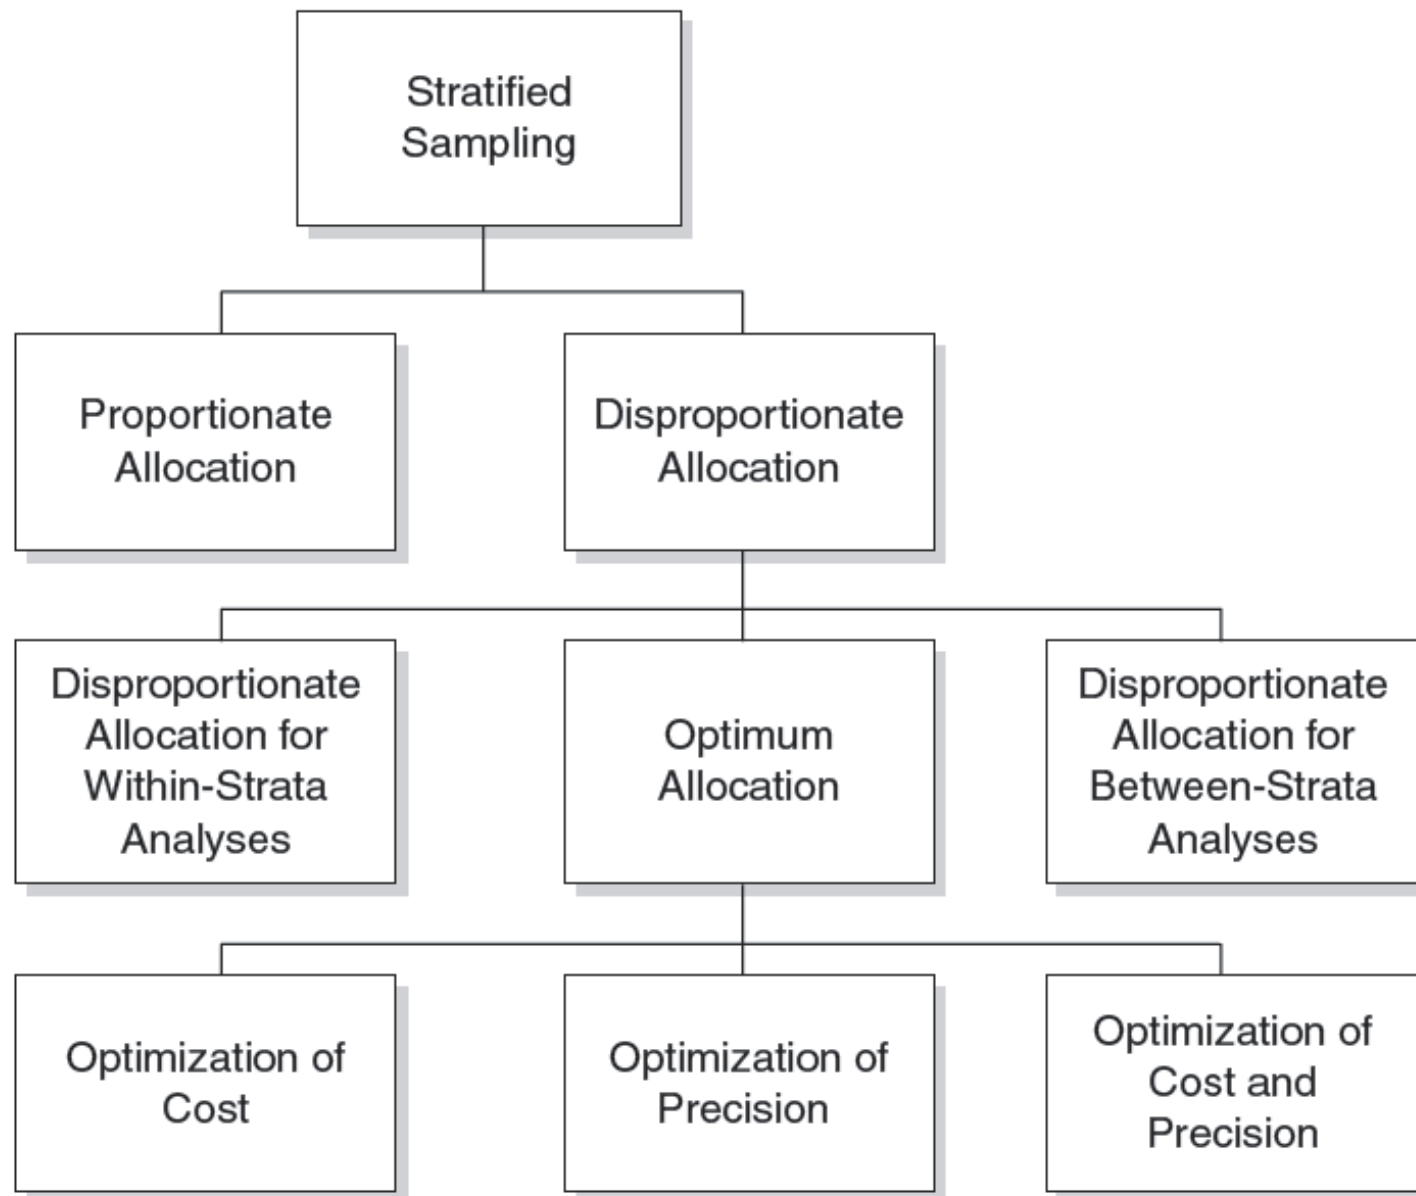 Stratified
Sampling
Proportionate
Allocation
Disproportionate
Allocation
Disproportionate
Allocation for
Within-Strata
Analyses
Optimum
Allocation
Disproportionate
Allocation for
Between-Strata
Analyses
Optimization of
Cost
Optimization of
Precision
Optimization of
Cost and
Precision